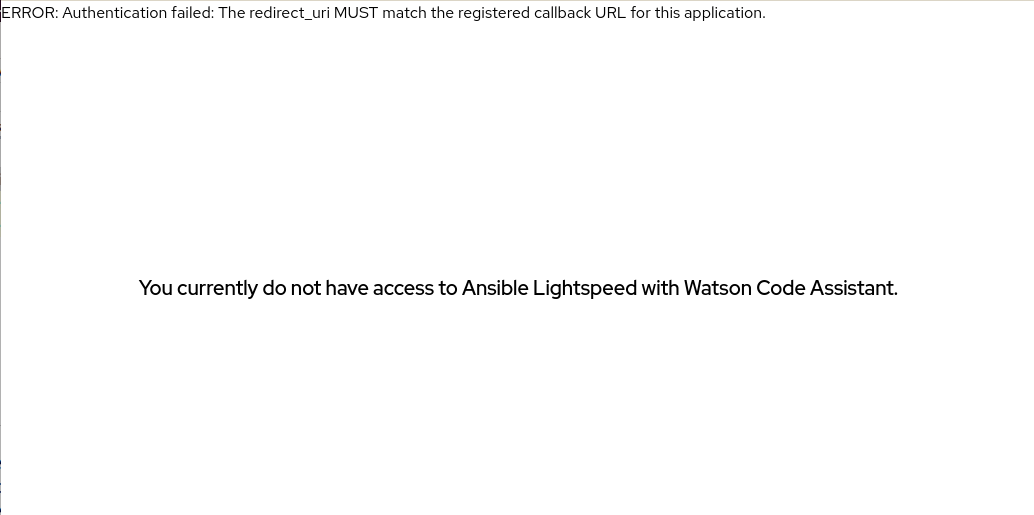 ERROR: Authentication failed: The redirect_uri MUST match the registered callback URL for this application.
You currently do not have access to Ansible Lightspeed with Watson Code Assistant.